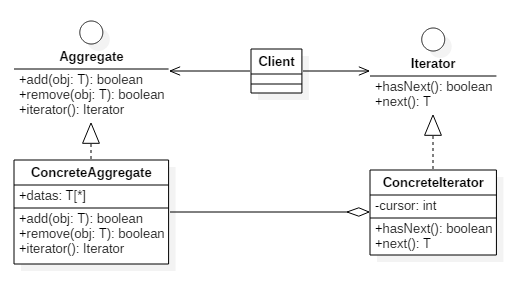 Aggregate
+add(obj: T): boolean
+remove(obj: T): boolean
+iterator(): Iterator
Client
Iterator
+hasNext(): boolean
+next(): T
ConcreteAggregate
+datas: T[*]
+add(obj: T): boolean
+remove(obj: T): boolean
+iterator(): Iterator
ConcreteIterator
-cursor: int
+hasNext(): boolean
+next(): T